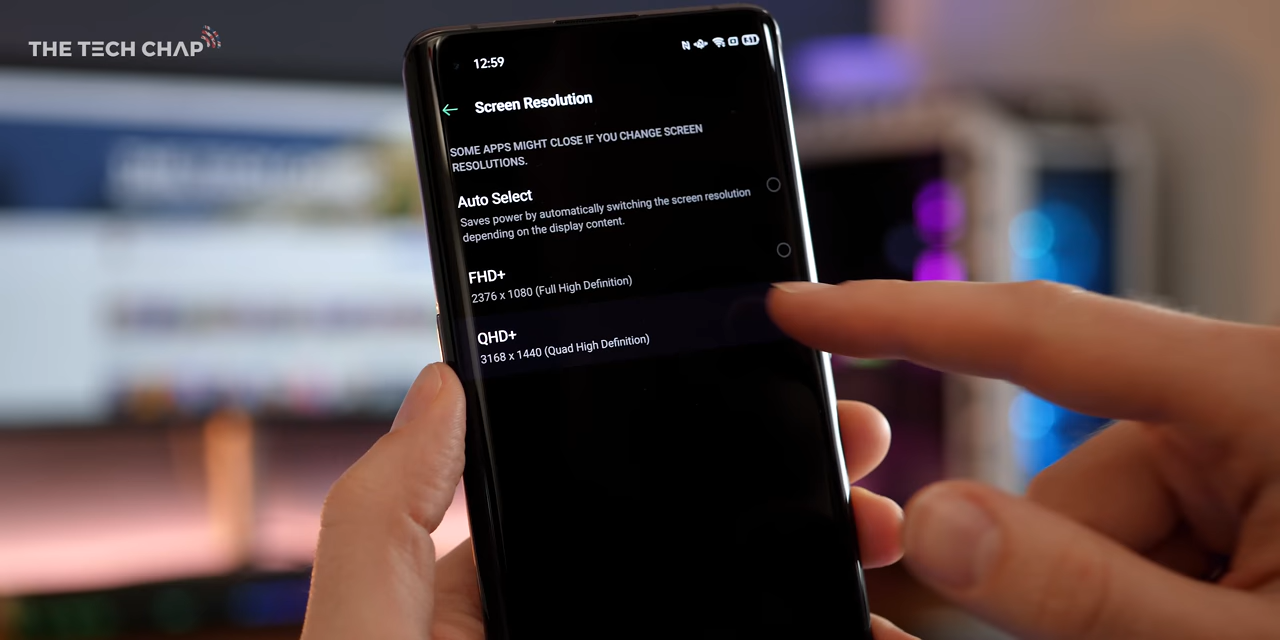 THE TECH CHAP
12:59
51
Screen Resolution
SOME APPS MIGHT CLOSE IF YOU CHANGE SCREEN
RESOLUTIONS.
Auto Select
Saves power by automatically switching the screen resolution
depending on the display content.
FHD+
2376 x 1080 (Full High Definition)
QHD+
3168 x 1440 (Quad High Definition)